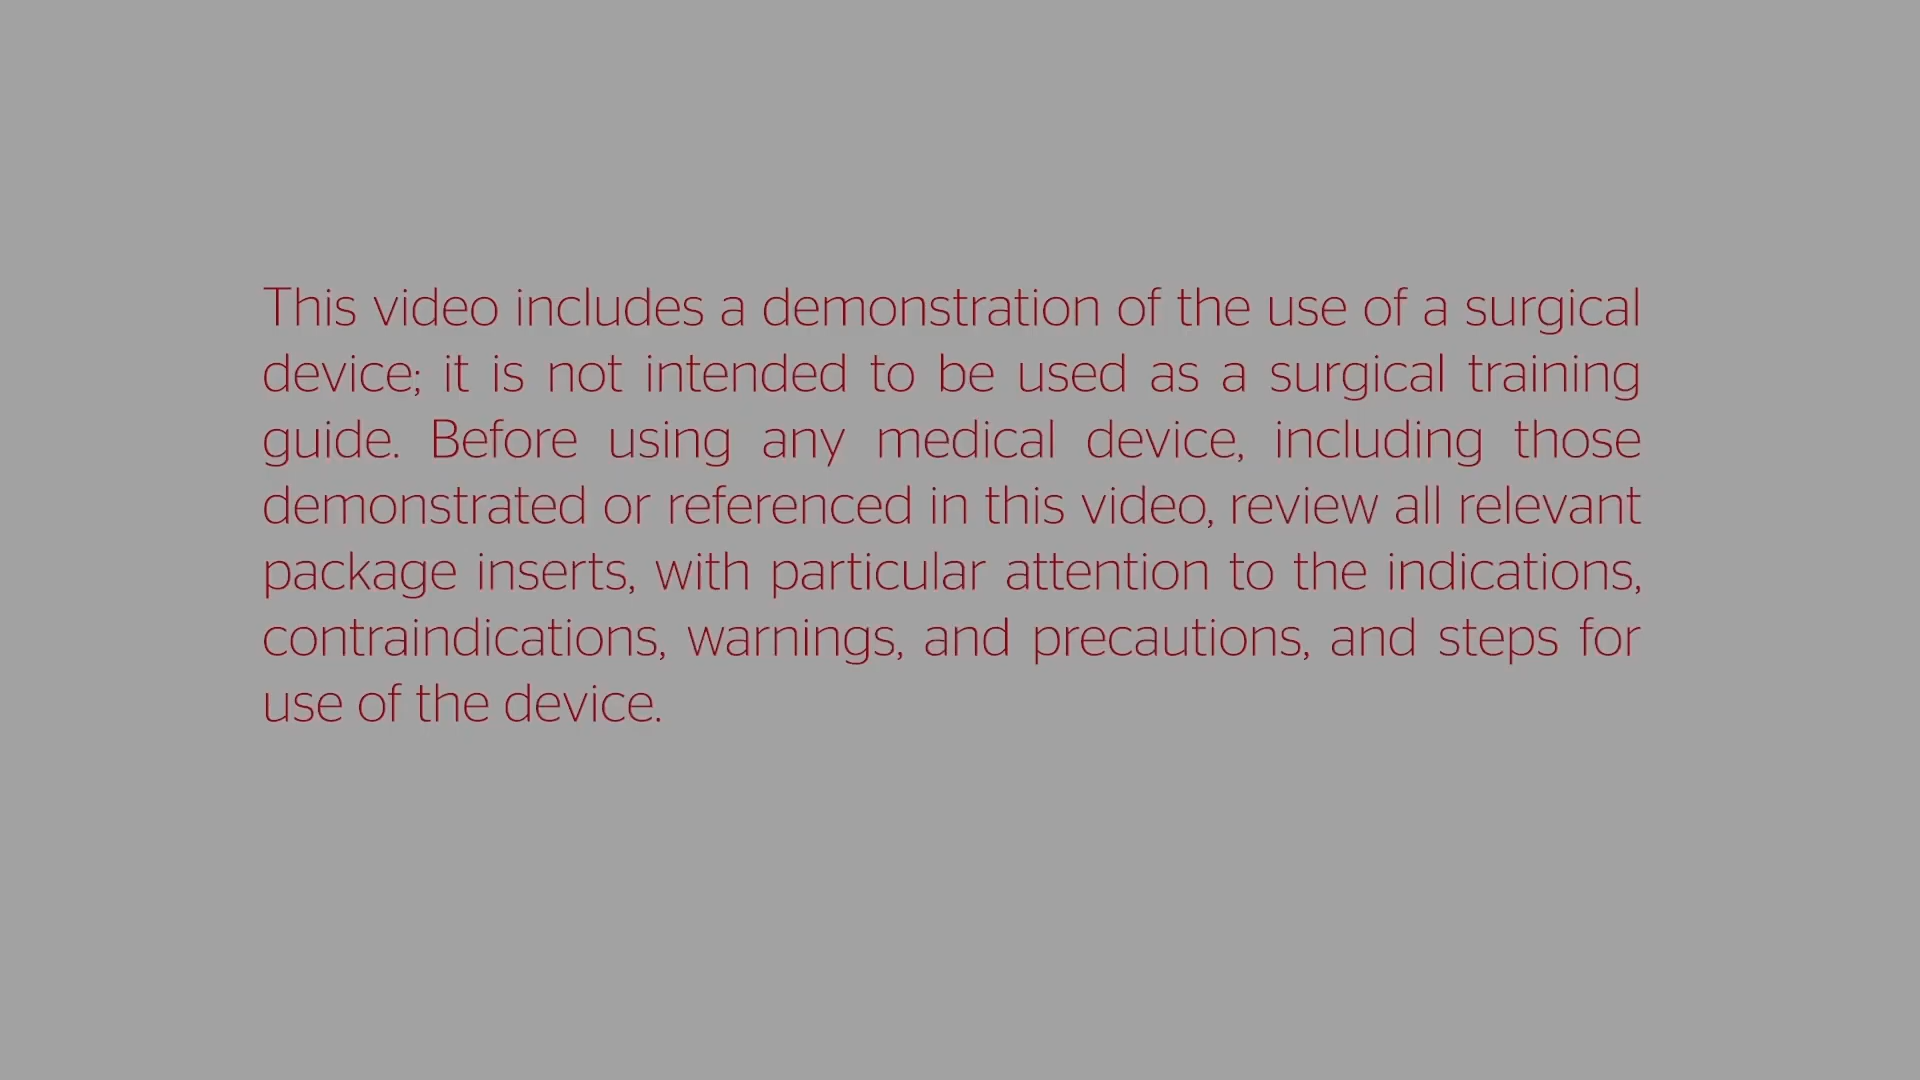 This video includes a demonstration of the use of a surgical
device; it is not intended to be used as a surgical training
guide. Before using any medical device, including those
demonstrated or referenced in this video, review all relevant
package inserts, with particular attention to the indications,
contraindications, warnings, and precautions, and steps for
use of the device.